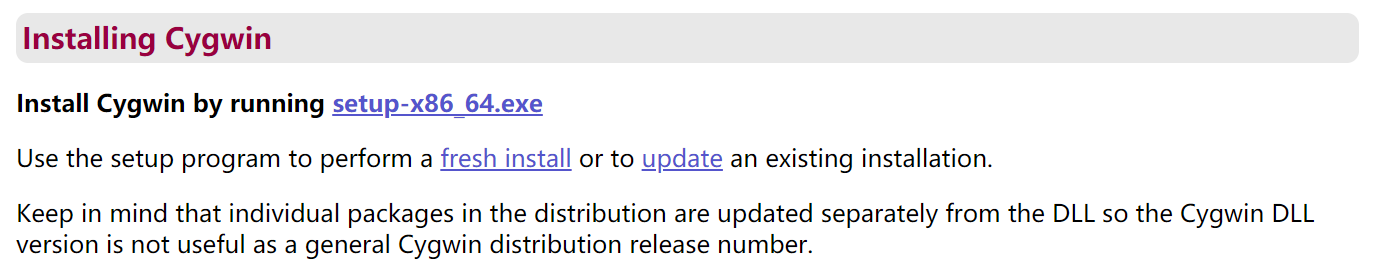 Installing Cygwin
Install Cygwin by running setup-x86_64.exe
Use the setup program to perform a fresh install or to update an existing installation.
Keep in mind that individual packages in the distribution are updated separately from the DLL so the Cygwin DLL
version is not useful as a general Cygwin distribution release number.